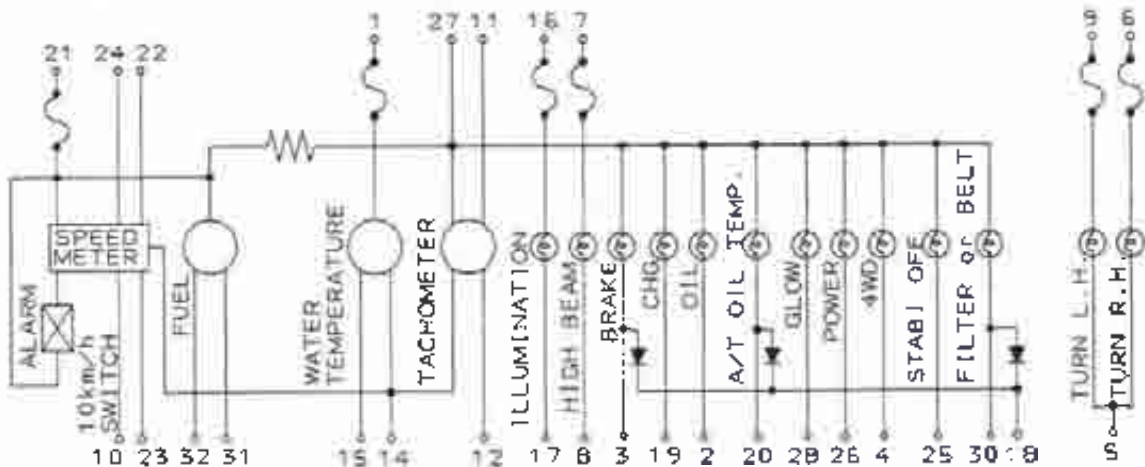 1 27 11 16 7 9 6
21 24 22
SPEED
METER
ALARM
10km/h
SWITCH
FUEL
WATER
TEMPERATURE
TACHOMETER
ILLUMINATION
HIGH BEAM
BRAKE
CHG
OIL
A/T OIL TEMP.
GLOW
POWER
4WD
STABI OFF
FILTER or BELT
TURN L.H.
TURN R.H.
10 23 32 31 15 14 12 17 8 3 19 2 20 28 26 4 25 30 18